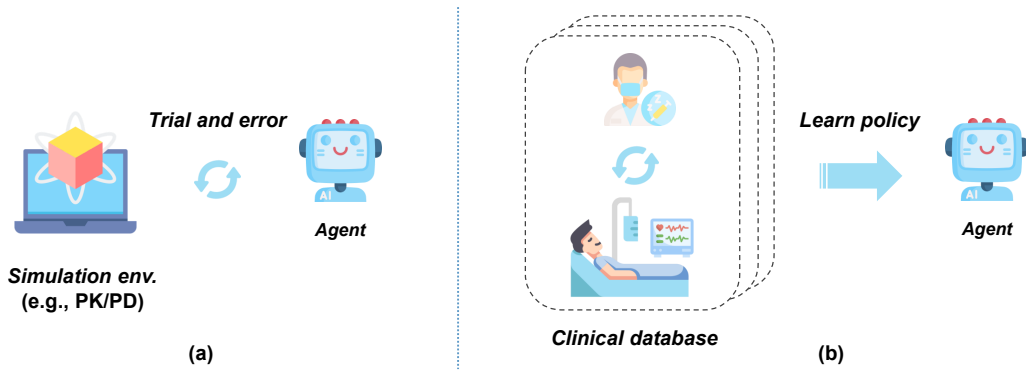 Trial and error
AI
Agent
Simulation env.
(e.g., PK/PD)
(a)
z z z
Clinical database
Learn policy
AI
Agent
(b)